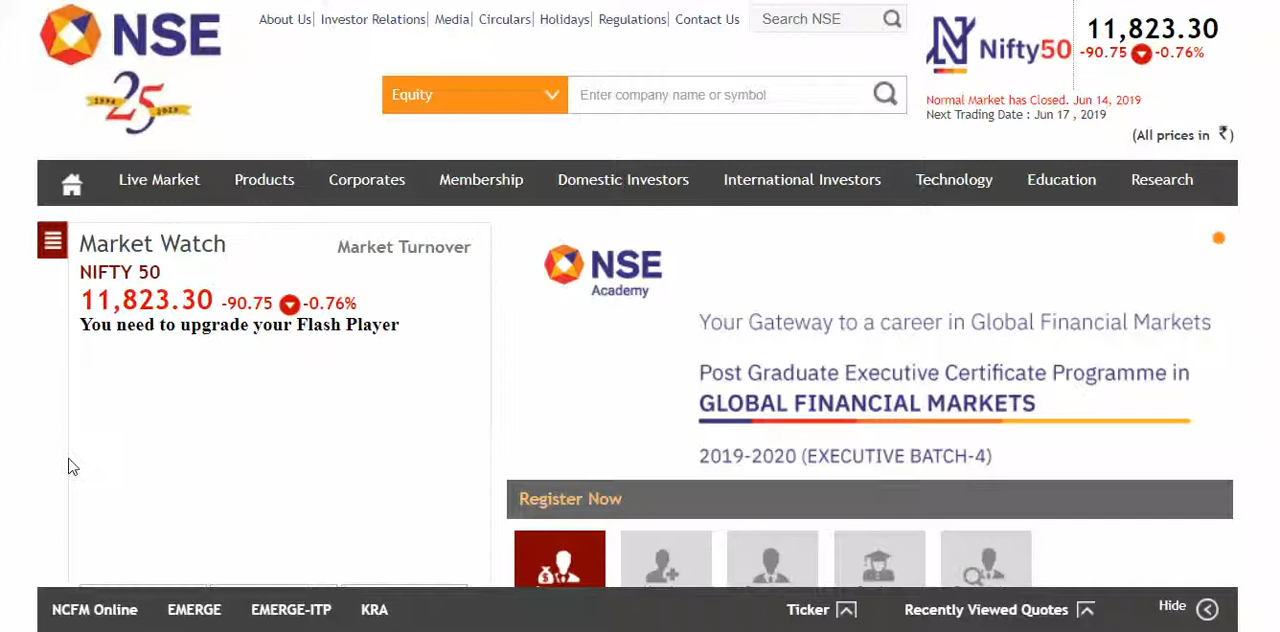 NSE
1994 25 2019
About Us| Investor Relations| Media| Circulars| Holidays| Regulations| Contact Us
Search NSE
Equity
Enter company name or symbol
Nifty50
11,823.30
-90.75 -0.76%
Normal Market has Closed. Jun 14, 2019
Next Trading Date : Jun 17 , 2019
(All prices in ₹)
Live Market Products Corporates Membership Domestic Investors International Investors Technology Education Research
Market Watch Market Turnover
NIFTY 50
11,823.30 -90.75 -0.76%
You need to upgrade your Flash Player
NSE
Academy
Your Gateway to a career in Global Financial Markets
Post Graduate Executive Certificate Programme in
GLOBAL FINANCIAL MARKETS
2019-2020 (EXECUTIVE BATCH-4)
Register Now
NCFM Online EMERGE EMERGE-ITP KRA Ticker Recently Viewed Quotes Hide